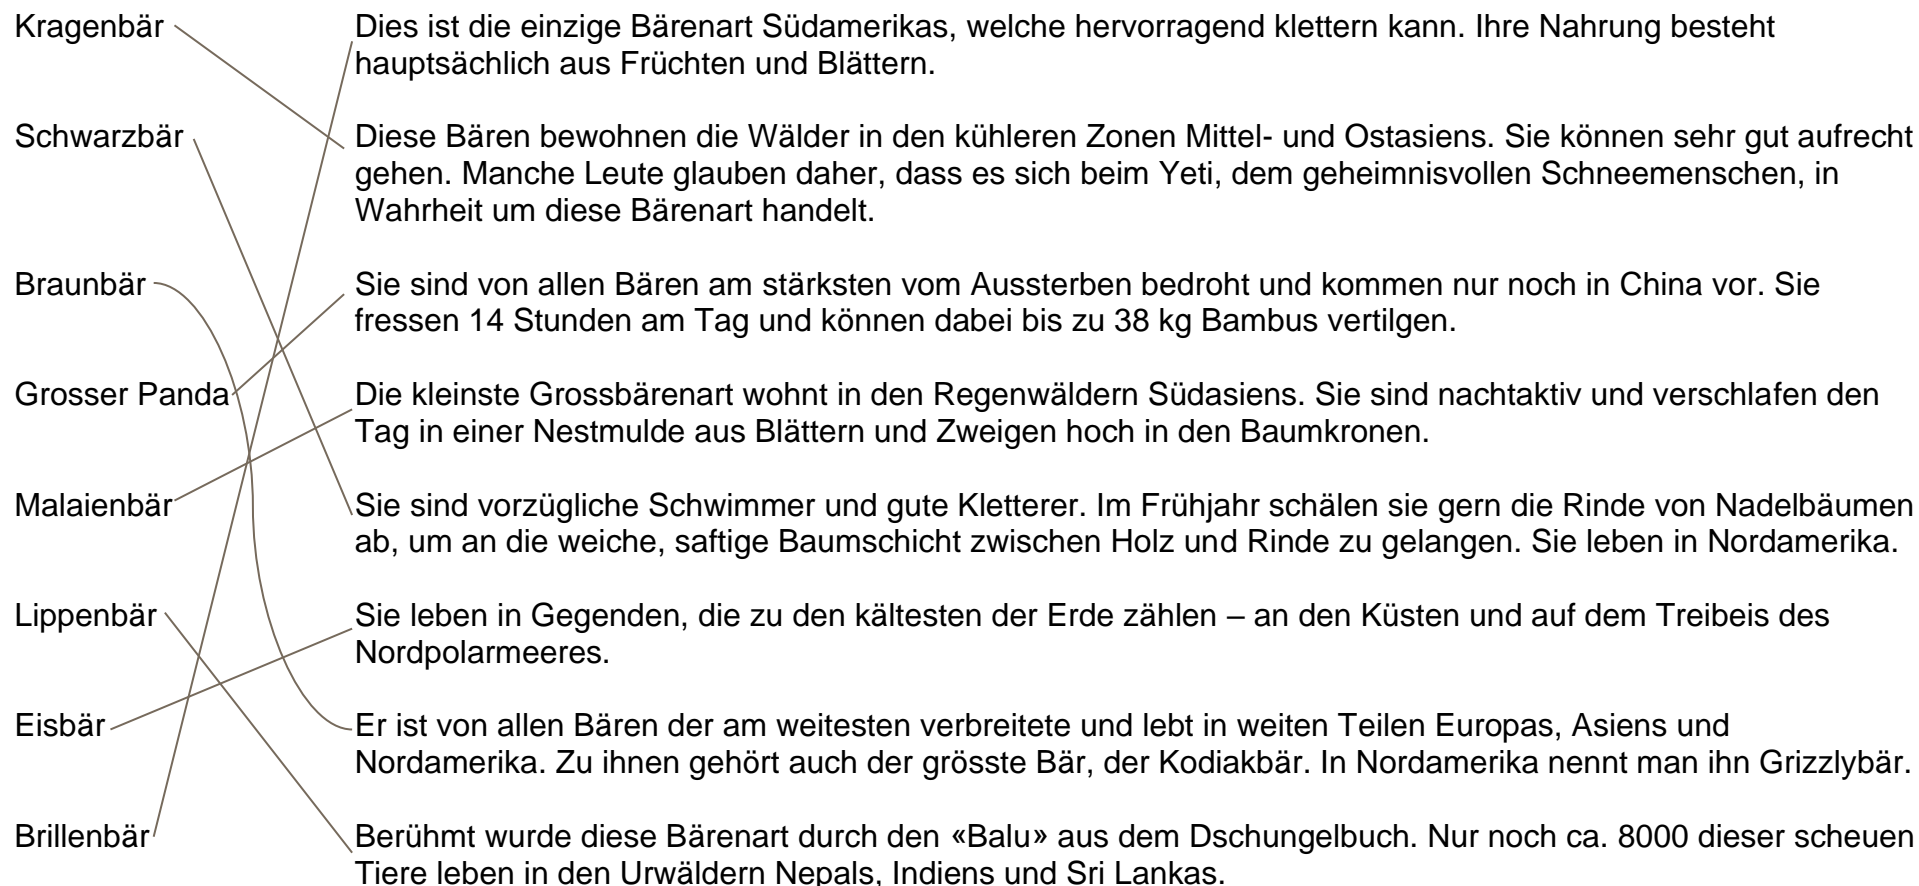 Kragenbär Dies ist die einzige Bärenart Südamerikas, welche hervorragend klettern kann. Ihre Nahrung besteht
hauptsächlich aus Früchten und Blättern.
Schwarzbär Diese Bären bewohnen die Wälder in den kühleren Zonen Mittel- und Ostasiens. Sie können sehr gut aufrecht
gehen. Manche Leute glauben daher, dass es sich beim Yeti, dem geheimnisvollen Schneemenschen, in
Wahrheit um diese Bärenart handelt.
Braunbär Sie sind von allen Bären am stärksten vom Aussterben bedroht und kommen nur noch in China vor. Sie
fressen 14 Stunden am Tag und können dabei bis zu 38 kg Bambus vertilgen.
Grosser Panda Die kleinste Grossbärenart wohnt in den Regenwäldern Südasiens. Sie sind nachtaktiv und verschlafen den
Tag in einer Nestmulde aus Blättern und Zweigen hoch in den Baumkronen.
Malaienbär Sie sind vorzügliche Schwimmer und gute Kletterer. Im Frühjahr schälen sie gern die Rinde von Nadelbäumen
ab, um an die weiche, saftige Baumschicht zwischen Holz und Rinde zu gelangen. Sie leben in Nordamerika.
Lippenbär Sie leben in Gegenden, die zu den kältesten der Erde zählen – an den Küsten und auf dem Treibeis des
Nordpolarmeeres.
Eisbär Er ist von allen Bären der am weitesten verbreitete und lebt in weiten Teilen Europas, Asiens und
Nordamerika. Zu ihnen gehört auch der grösste Bär, der Kodiakbär. In Nordamerika nennt man ihn Grizzlybär.
Brillenbär Berühmt wurde diese Bärenart durch den «Balu» aus dem Dschungelbuch. Nur noch ca. 8000 dieser scheuen
Tiere leben in den Urwäldern Nepals, Indiens und Sri Lankas.